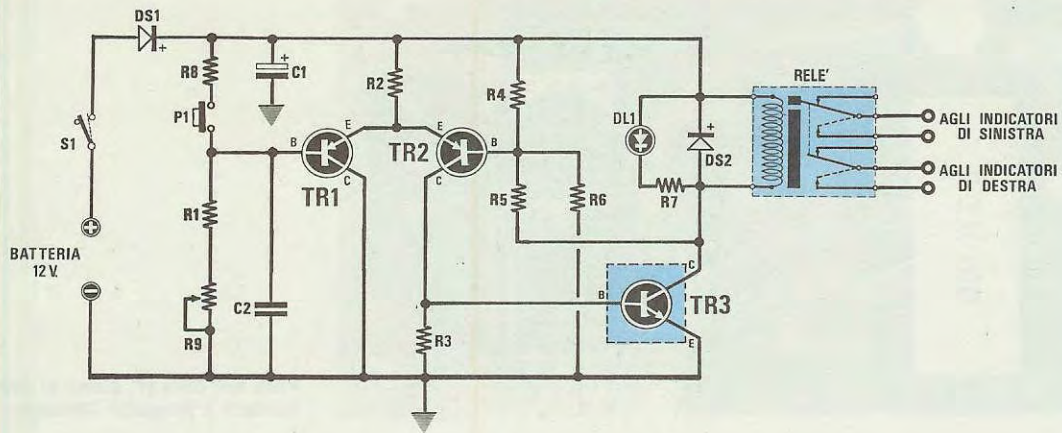 DS1
S1
BATTERIA
12 V.
R8
P1
R1
R9
C1
C2
R2
B
E
C
TR1
E
C
B
TR2
R3
R4
R5
R6
DL1
R7
DS2
B
C
E
TR3
RELE'
AGLI INDICATORI
DI SINISTRA
AGLI INDICATORI
DI DESTRA